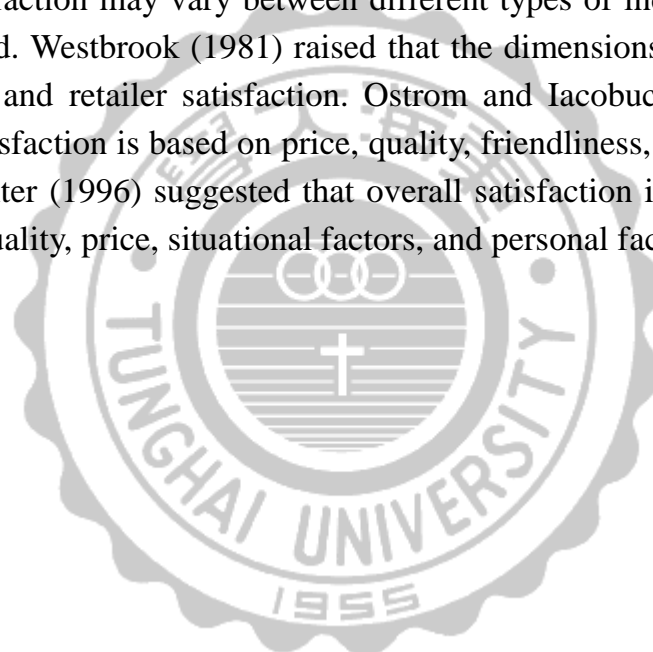 faction may vary between different types of
d. Westbrook (1981) raised that the dimensions
and retailer satisfaction. Ostrom and
sfaction is based on price, quality, friendliness,
ter (1996) suggested that overall satisfaction
uality, price, situational factors, and personal
TUNGHAI UNIVERSITY
1955